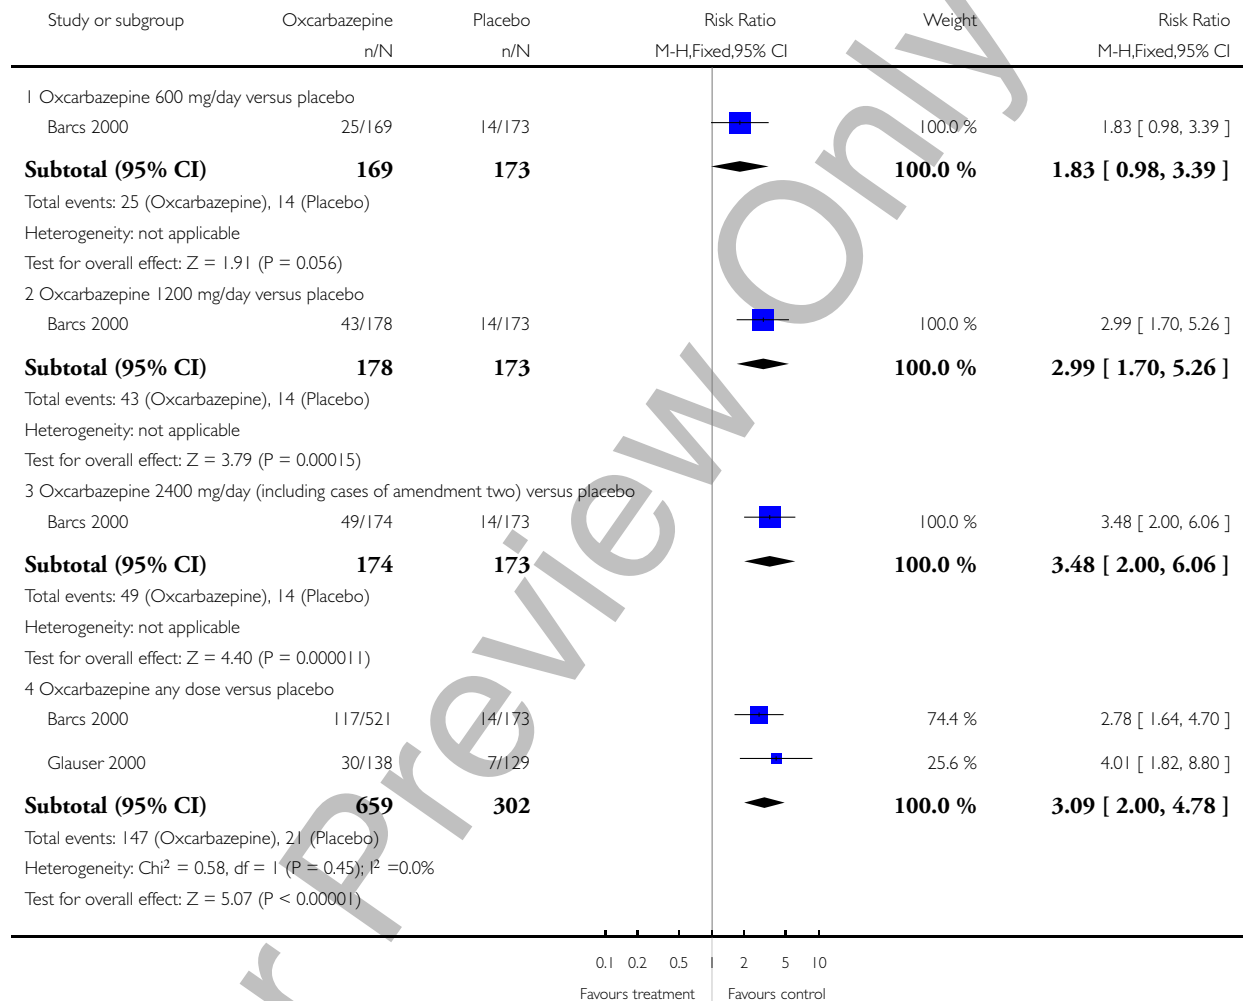 Study or subgroup Oxcarbazepine Placebo Risk Ratio Weight Risk Ratio
n/N n/N M-H,Fixed,95% CI M-H,Fixed,95% CI
1 Oxcarbazepine 600 mg/day versus placebo
Barcs 2000 25/169 14/173 100.0 % 1.83 [ 0.98, 3.39 ]
Subtotal (95% CI) 169 173 100.0 % 1.83 [ 0.98, 3.39 ]
Total events: 25 (Oxcarbazepine), 14 (Placebo)
Heterogeneity: not applicable
Test for overall effect: Z = 1.91 (P = 0.056)
2 Oxcarbazepine 1200 mg/day versus placebo
Barcs 2000 43/178 14/173 100.0 % 2.99 [ 1.70, 5.26 ]
Subtotal (95% CI) 178 173 100.0 % 2.99 [ 1.70, 5.26 ]
Total events: 43 (Oxcarbazepine), 14 (Placebo)
Heterogeneity: not applicable
Test for overall effect: Z = 3.79 (P = 0.00015)
3 Oxcarbazepine 2400 mg/day (including cases of amendment two) versus placebo
Barcs 2000 49/174 14/173 100.0 % 3.48 [ 2.00, 6.06 ]
Subtotal (95% CI) 174 173 100.0 % 3.48 [ 2.00, 6.06 ]
Total events: 49 (Oxcarbazepine), 14 (Placebo)
Heterogeneity: not applicable
Test for overall effect: Z = 4.40 (P = 0.000011)
4 Oxcarbazepine any dose versus placebo
Barcs 2000 117/521 14/173 74.4 % 2.78 [ 1.64, 4.70 ]
Glauser 2000 30/138 7/129 25.6 % 4.01 [ 1.82, 8.80 ]
Subtotal (95% CI) 659 302 100.0 % 3.09 [ 2.00, 4.78 ]
Total events: 147 (Oxcarbazepine), 21 (Placebo)
Heterogeneity: Chi² = 0.58, df = 1 (P = 0.45); I² =0.0%
Test for overall effect: Z = 5.07 (P < 0.00001)
0.1 0.2 0.5 1 2 5 10
Favours treatment Favours control
r Preview Only